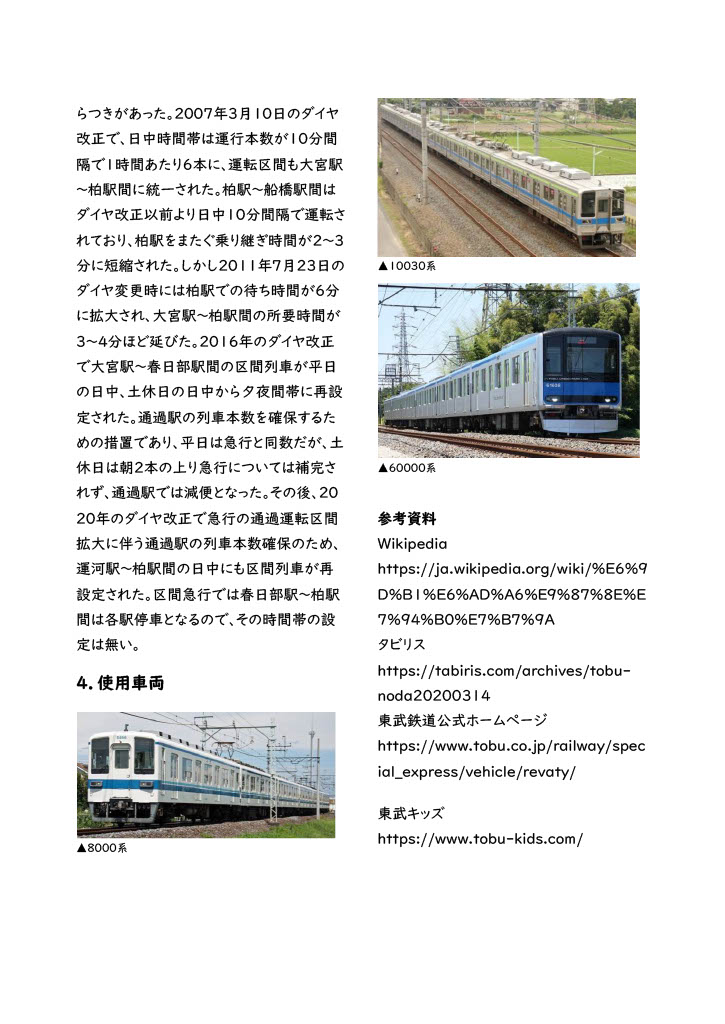 らつきがあった。2007年3月10日のダイヤ
改正で、日中時間帯は運行本数が10分間
隔で1時間あたり6本に、運転区間も大宮駅
~柏駅間に統一された。柏駅~船橋駅間は
ダイヤ改正以前より日中10分間隔で運転さ
れており、柏駅をまたぐ乗り継ぎ時間が2~3
分に短縮された。しかし2011年7月23日の
ダイヤ変更時には柏駅での待ち時間が6分
に拡大され、大宮駅~柏駅間の所要時間が
3~4分ほど延びた。2016年のダイヤ改正
で大宮駅~春日部駅間の区間列車が平日
の日中、土休日の日中から夕夜間帯に再設
定された。通過駅の列車本数を確保するた
めの措置であり、平日は急行と同数だが、土
休日は朝2本の上り急行については補完さ
れず、通過駅では減便となった。その後、20
20年のダイヤ改正で急行の通過運転区間
拡大に伴う通過駅の列車本数確保のため、
運河駅~柏駅間の日中にも区間列車が再
設定された。区間急行では春日部駅~柏駅
間は各駅停車となるので、その時間帯の設
定は無い。
4. 使用車両
▲8000系
▲10030系
▲60000系
参考資料
Wikipedia
https://ja.wikipedia.org/wiki/%E6%9
D%B1%E6%AD%A6%E9%87%8E%E
7%94%B0%E7%B7%9A
タビリス
https://tabiris.com/archives/tobu-
noda20200314
東武鉄道公式ホームページ
https://www.tobu.co.jp/railway/spec
ial_express/vehicle/revaty/
東武キッズ
https://www.tobu-kids.com/